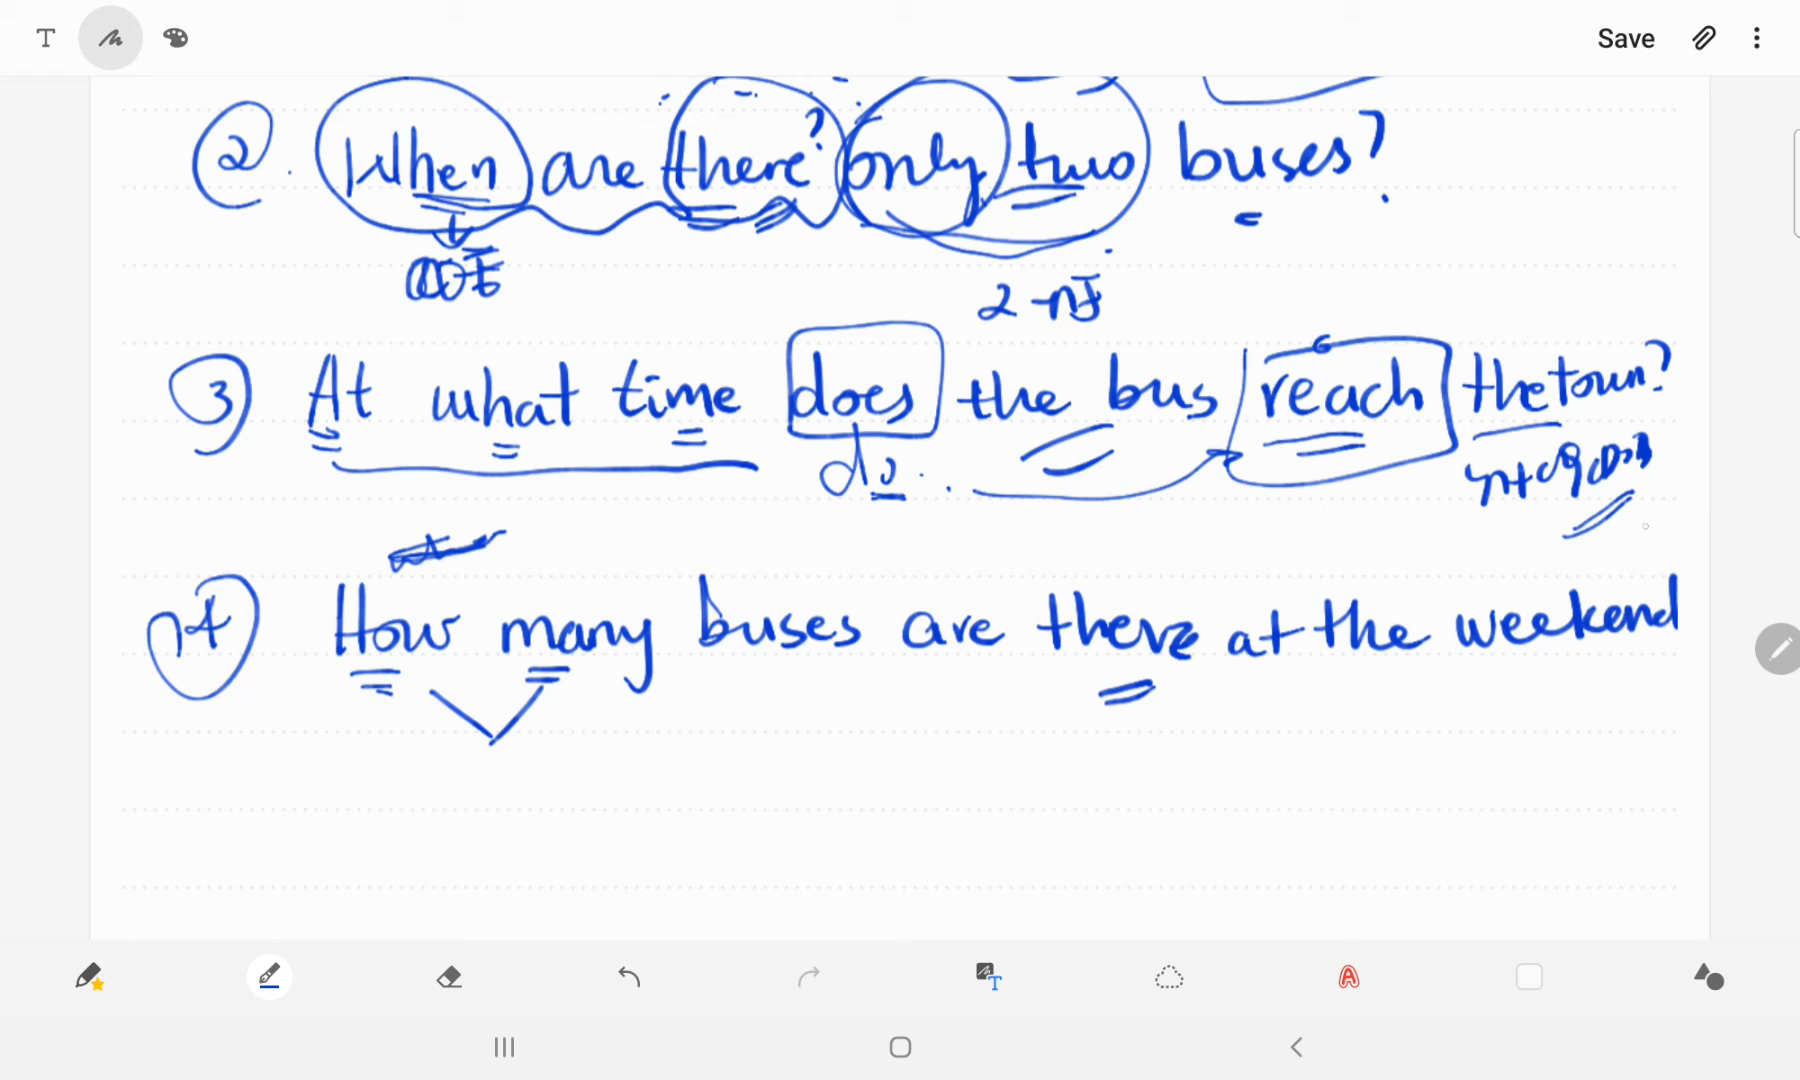 Save
2. When are there? only two buses?
3 At what time does the bus reach the town?
do
4 How many buses are there at the weekend